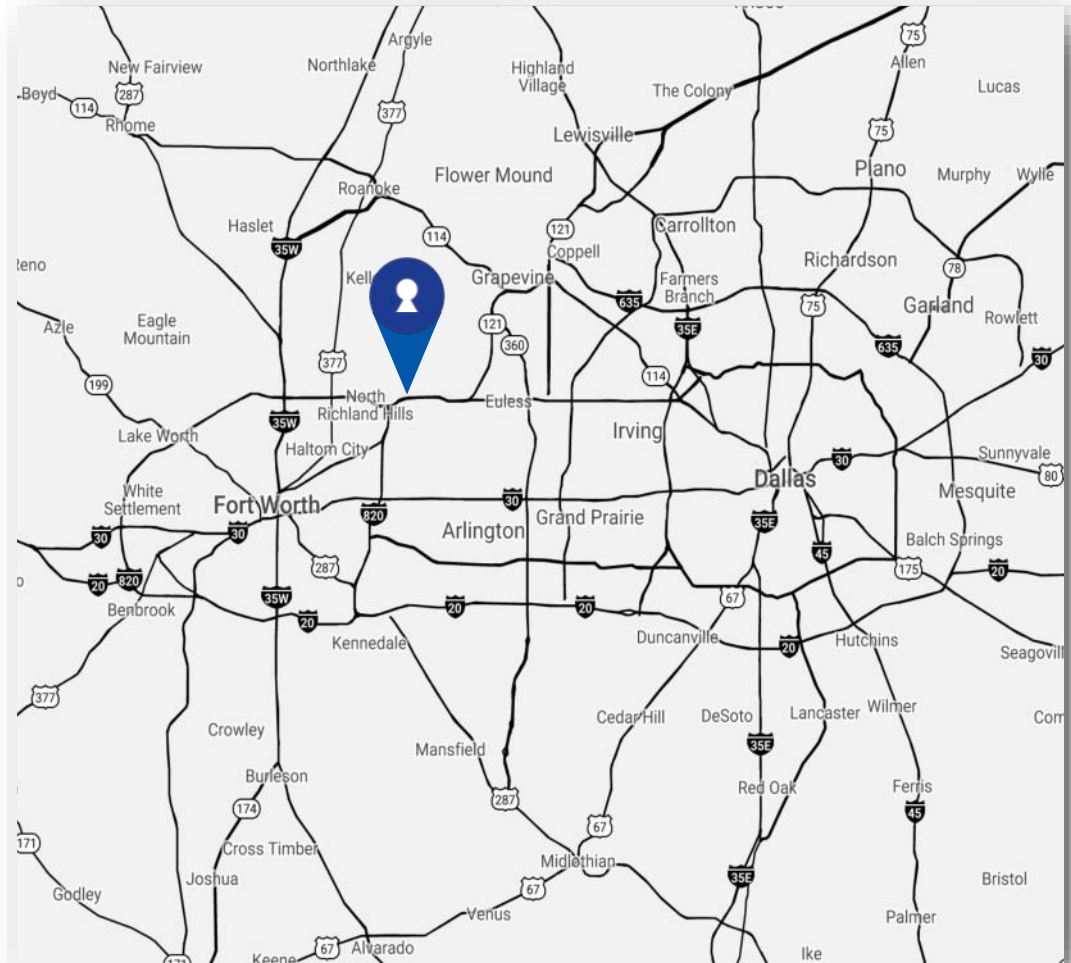 75
Argyle
Allen
New Fairview
Northlake
Highland
Village
287
Lucas
Boyd
114
The Colony
377
Rhome
Lewisville
75
Plano
Flower Mound
Murphy
Wylie
Roanoke
Haslet
114
121
Carrollton
35W
Coppell
Richardson
78
Kell
Grapevine
Farmers
Branch
635
75
Garland
Rowlett
Azle
Eagle
Mountain
121
35E
360
635
30
377
114
199
North
Richland Hills
Euless
35W
Irving
Lake Worth
Haltom City
30
Sunnyvale
80
Dallas
White
Settlement
Fort Worth
30
Mesquite
820
Grand Prairie
35E
30
30
Arlington
45
Balch Springs
287
175
20
20
820
35W
67
Benbrook
20
20
20
Kennedale
Duncanville
20
Hutchins
377
Crowley
Cedar Hill
DeSoto
Lancaster
Wilmer
Mansfield
35E
Burleson
Red Oak
Ferris
287
174
45
67
171
Cross Timber
Midlothian
35E
Joshua
Bristol
Godley
67
Venus
Palmer
67
Alvarado
Keene
Ike
171